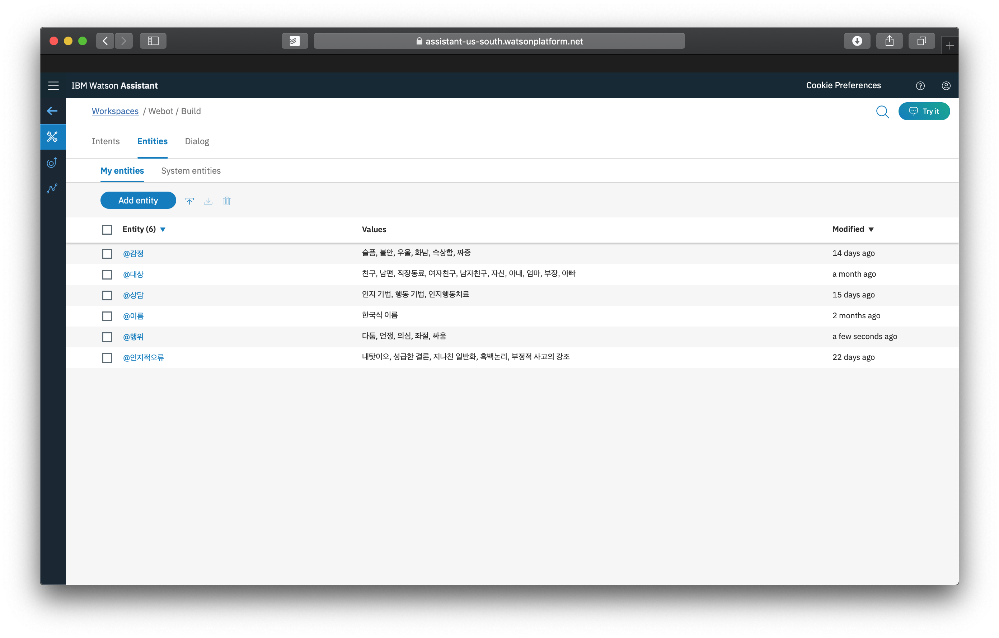 assistant-us-south.watsonplatform.net
IBM Watson Assistant Cookie Preferences
Workspaces / Webot / Build Try it
Intents Entities Dialog
My entities System entities
Add entity
Entity (6) Values Modified
@감정 슬픔, 불안, 우울, 화남, 속상함, 짜증 14 days ago
@대상 친구, 남편, 직장동료, 여자친구, 남자친구, 자신, 아내, 엄마, 부장, 아빠 a month ago
@상담 인지 기법, 행동 기법, 인지행동치료 15 days ago
@이름 한국식 이름 2 months ago
@행위 다툼, 언쟁, 의심, 좌절, 싸움 a few seconds ago
@인지적오류 내탓이오, 성급한 결론, 지나친 일반화, 흑백논리, 부정적 사고의 강조 22 days ago